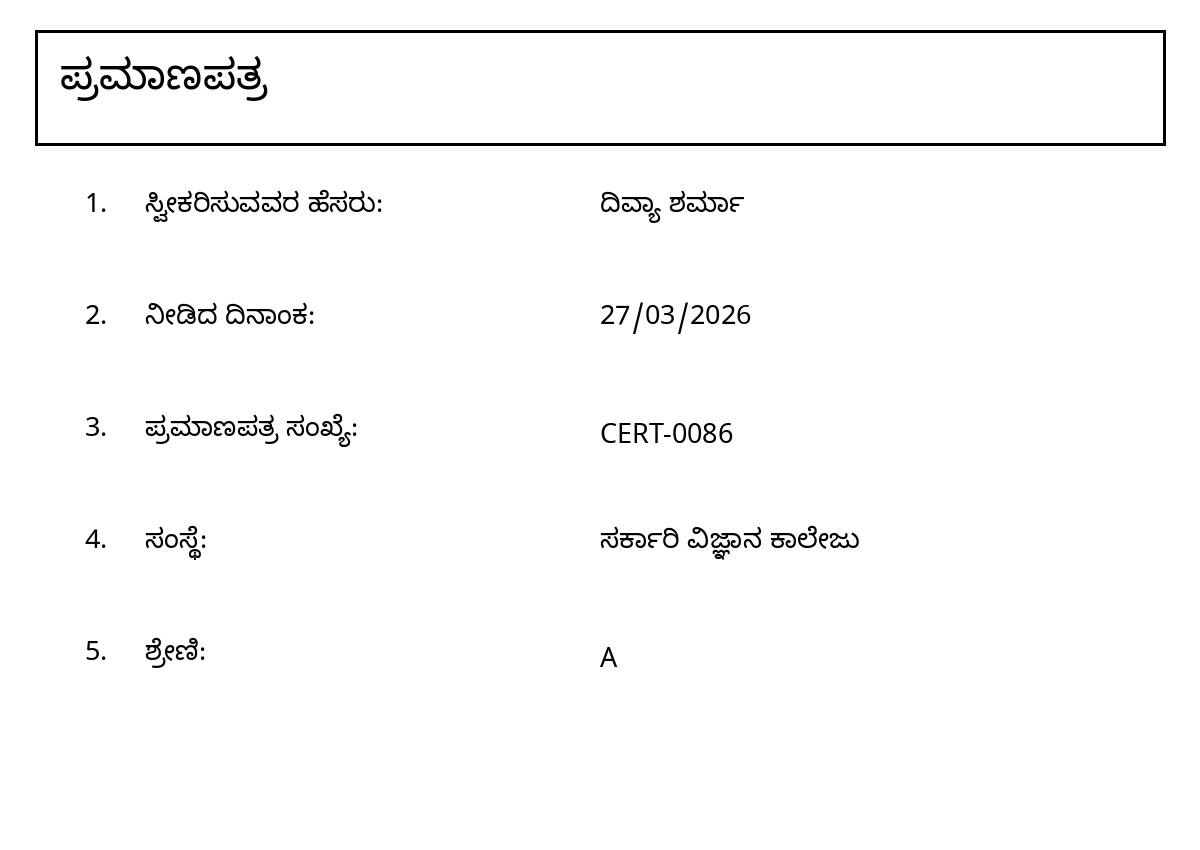 ಪ್ರಮಾಣಪತ್ರ
1. ಸ್ವೀಕರಿಸುವವರ ಹೆಸರು: ದಿವ್ಯಾ ಶರ್ಮಾ
2. ನೀಡಿದ ದಿನಾಂಕ: 27/03/2026
3. ಪ್ರಮಾಣಪತ್ರ ಸಂಖ್ಯೆ: CERT-0086
4. ಸಂಸ್ಥೆ: ಸರ್ಕಾರಿ ವಿಜ್ಞಾನ ಕಾಲೇಜು
5. ಶ್ರೇಣಿ: A